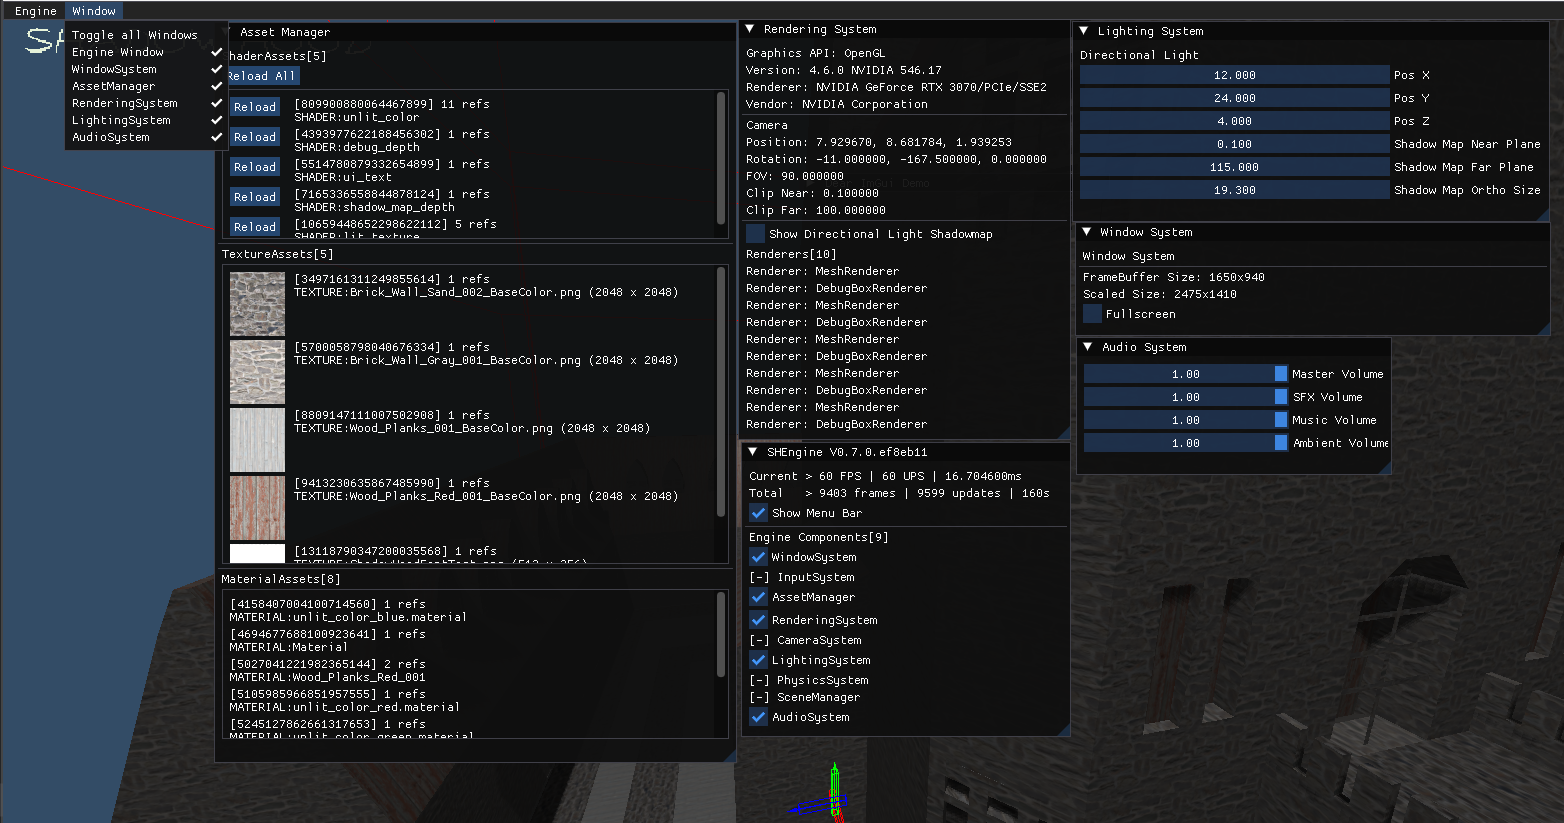 Engine Window
Toggle all Windows
Engine Window
WindowSystem
AssetManager
RenderingSystem
LightingSystem
AudioSystem
Asset Manager
haderAssets[5]
Reload All
Reload [809900880064467899] 11 refs
SHADER:unlit_color
Reload [4393977622188456302] 1 refs
SHADER:debug_depth
Reload [5514780879332654899] 1 refs
SHADER:ui_text
Reload [7165336558844878124] 1 refs
SHADER:shadow_map_depth
Reload [10659448652298622112] 5 refs
SHADER:lit_texture
TextureAssets[5]
[3497161311249855614] 1 refs
TEXTURE:Brick_Wall_Sand_002_BaseColor.png (2048 x 2048)
[5700058798040676334] 1 refs
TEXTURE:Brick_Wall_Gray_001_BaseColor.png (2048 x 2048)
[8809147111007502908] 1 refs
TEXTURE:Wood_Planks_001_BaseColor.png (2048 x 2048)
[9413230635867485990] 1 refs
TEXTURE:Wood_Planks_Red_001_BaseColor.png (2048 x 2048)
[13118790347200035568] 1 refs
MaterialAssets[8]
[4158407004100714560] 1 refs
MATERIAL:unlit_color_blue.material
[4694677688100923641] 1 refs
MATERIAL:Material
[5027041221982365144] 2 refs
MATERIAL:Wood_Planks_Red_001
[5105985966851957555] 1 refs
MATERIAL:unlit_color_red.material
[5245127862661317653] 1 refs
MATERIAL:unlit_color_green.material
Rendering System
Graphics API: OpenGL
Version: 4.6.0 NVIDIA 546.17
Renderer: NVIDIA GeForce RTX 3070/PCIe/SSE2
Vendor: NVIDIA Corporation
Camera
Position: 7.929670, 8.681784, 1.939253
Rotation: -11.000000, -167.500000, 0.000000
FOV: 90.000000
ImGui Demo
Clip Near: 0.100000
Clip Far: 100.000000
Show Directional Light Shadowmap
Renderers[10]
Renderer: MeshRenderer
Renderer: DebugBoxRenderer
Renderer: MeshRenderer
Renderer: DebugBoxRenderer
Renderer: MeshRenderer
Renderer: DebugBoxRenderer
Renderer: MeshRenderer
Renderer: DebugBoxRenderer
Renderer: MeshRenderer
Renderer: DebugBoxRenderer
SHEngine V0.7.0.ef8eb11
Current > 60 FPS | 60 UPS | 16.704600ms
Total > 9403 frames | 9599 updates | 160s
Show Menu Bar
Engine Components[9]
WindowSystem
[-] InputSystem
AssetManager
RenderingSystem
[-] CameraSystem
LightingSystem
[-] PhysicsSystem
[-] SceneManager
AudioSystem
Lighting System
Directional Light
12.000 Pos X
24.000 Pos Y
4.000 Pos Z
0.100 Shadow Map Near Plane
115.000 Shadow Map Far Plane
19.300 Shadow Map Ortho Size
Window System
Window System
FrameBuffer Size: 1650x940
Scaled Size: 2475x1410
Fullscreen
Audio System
1.00 Master Volume
1.00 SFX Volume
1.00 Music Volume
1.00 Ambient Volume